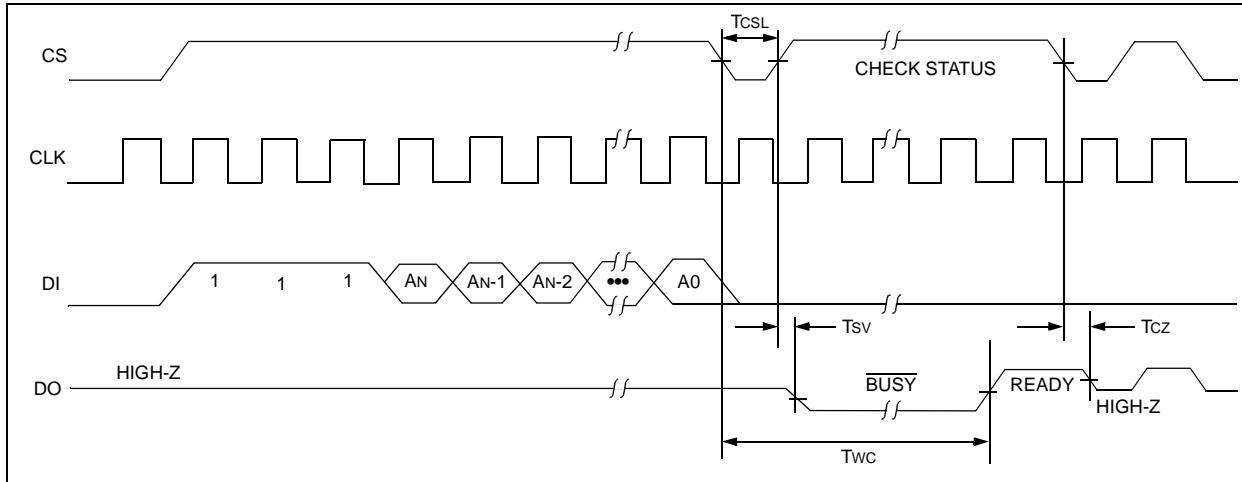 TCSL
CS
CHECK STATUS
CLK
DI
1 1 1 AN AN-1 AN-2 ••• A0
TSV
TCZ
HIGH-Z
DO
BUSY
READY
HIGH-Z
TWC